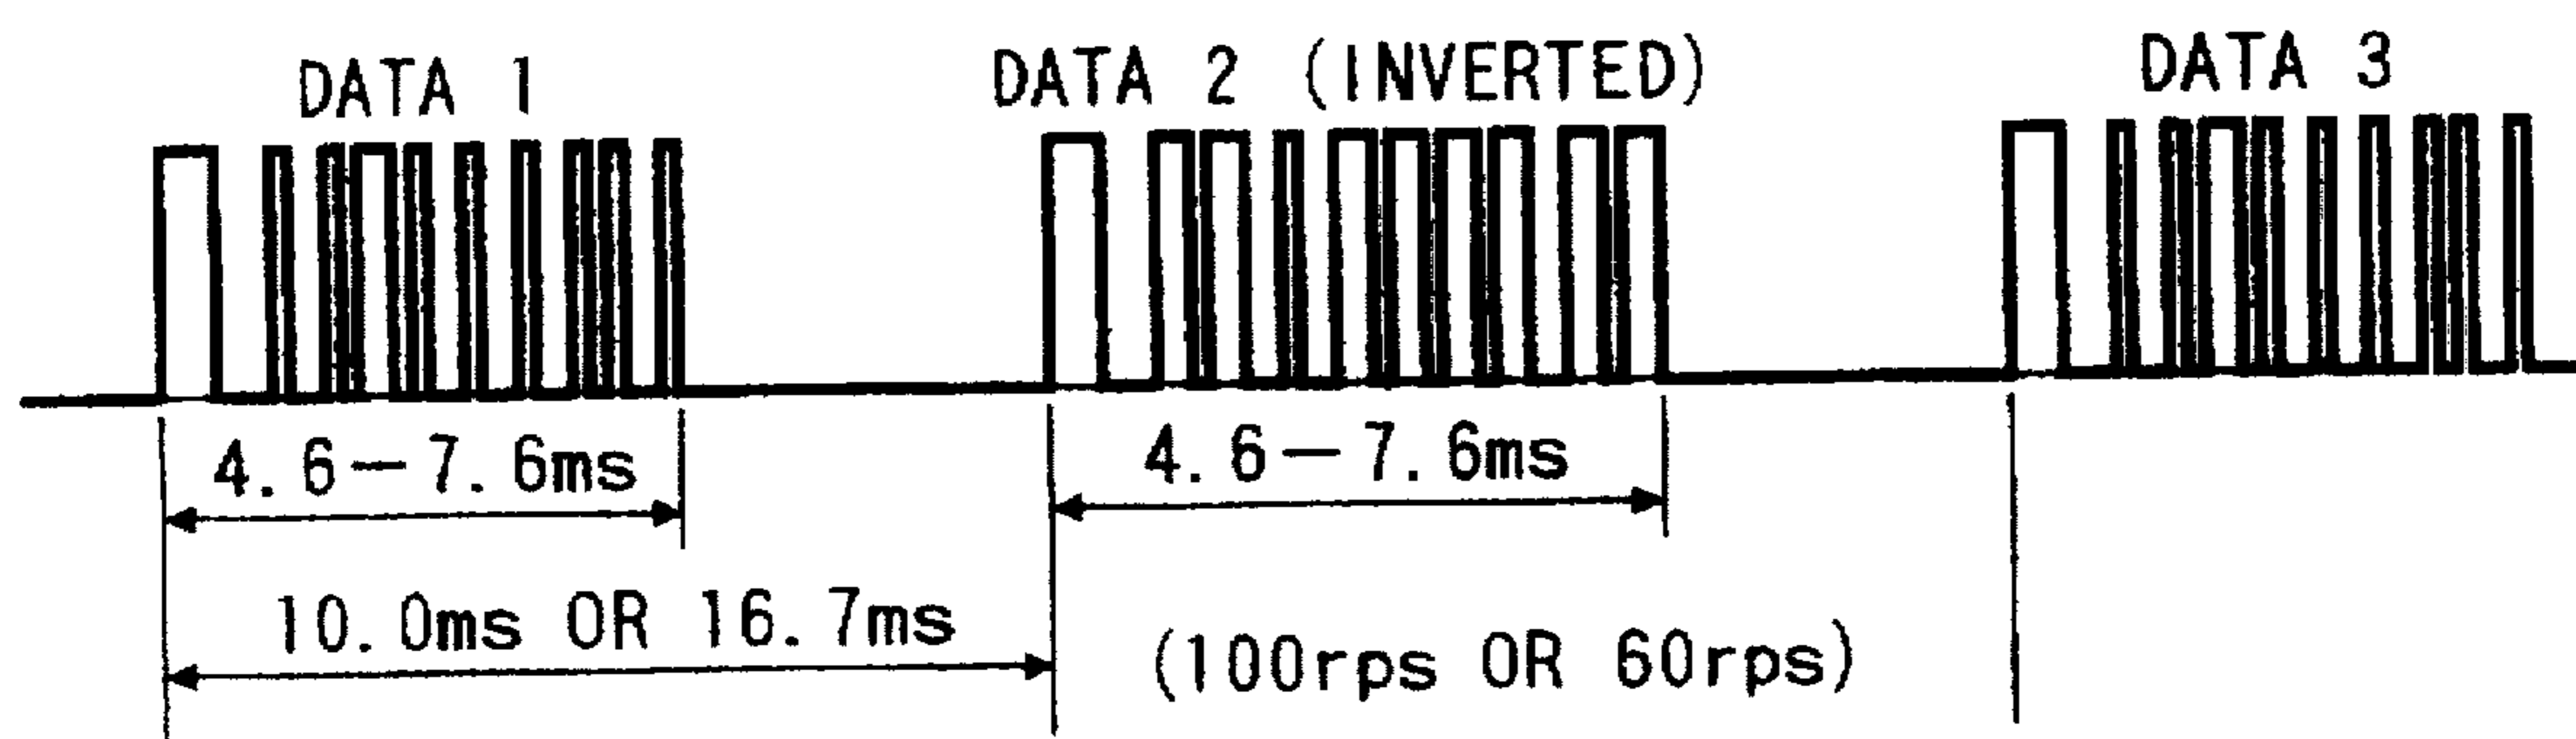 DATA 1
DATA 2 (INVERTED)
DATA 3
4.6-7.6ms
4.6-7.6ms
10.0ms OR 16.7ms
(100rps OR 60rps)